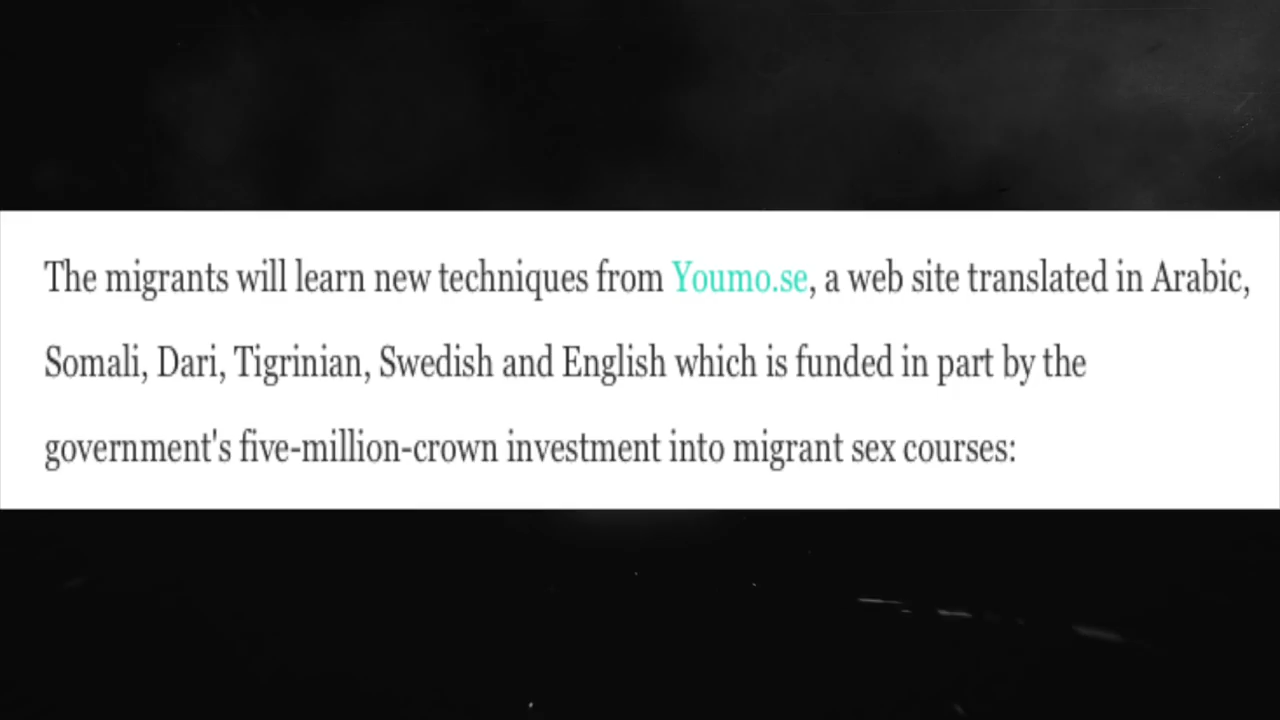 The migrants will learn new techniques from Youmo.se, a web site translated in Arabic,
Somali, Dari, Tigrinian, Swedish and English which is funded in part by the
government's five-million-crown investment into migrant sex courses: